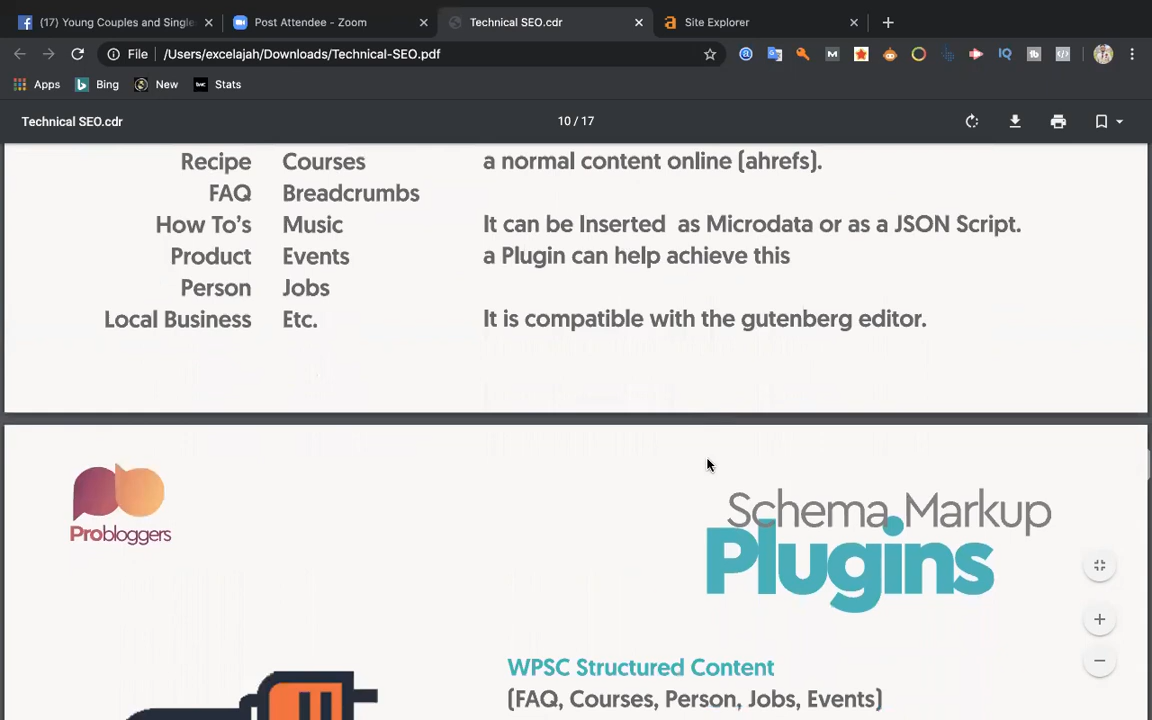 (17) Young Couples and Single
Post Attendee - Zoom
Technical SEO.cdr
Site Explorer
File
/Users/excelajah/Downloads/Technical-SEO.pdf
Apps
Bing
New
Stats
Technical SEO.cdr
10 / 17
Recipe
Courses
a normal content online (ahrefs).
FAQ
Breadcrumbs
How To's
Music
It can be Inserted as Microdata or as a JSON Script.
Product
Events
a Plugin can help achieve this
Person
Jobs
Local Business
Etc.
It is compatible with the gutenberg editor.
Probloggers
Schema Markup
Plugins
WPSC Structured Content
(FAQ, Courses, Person, Jobs, Events)